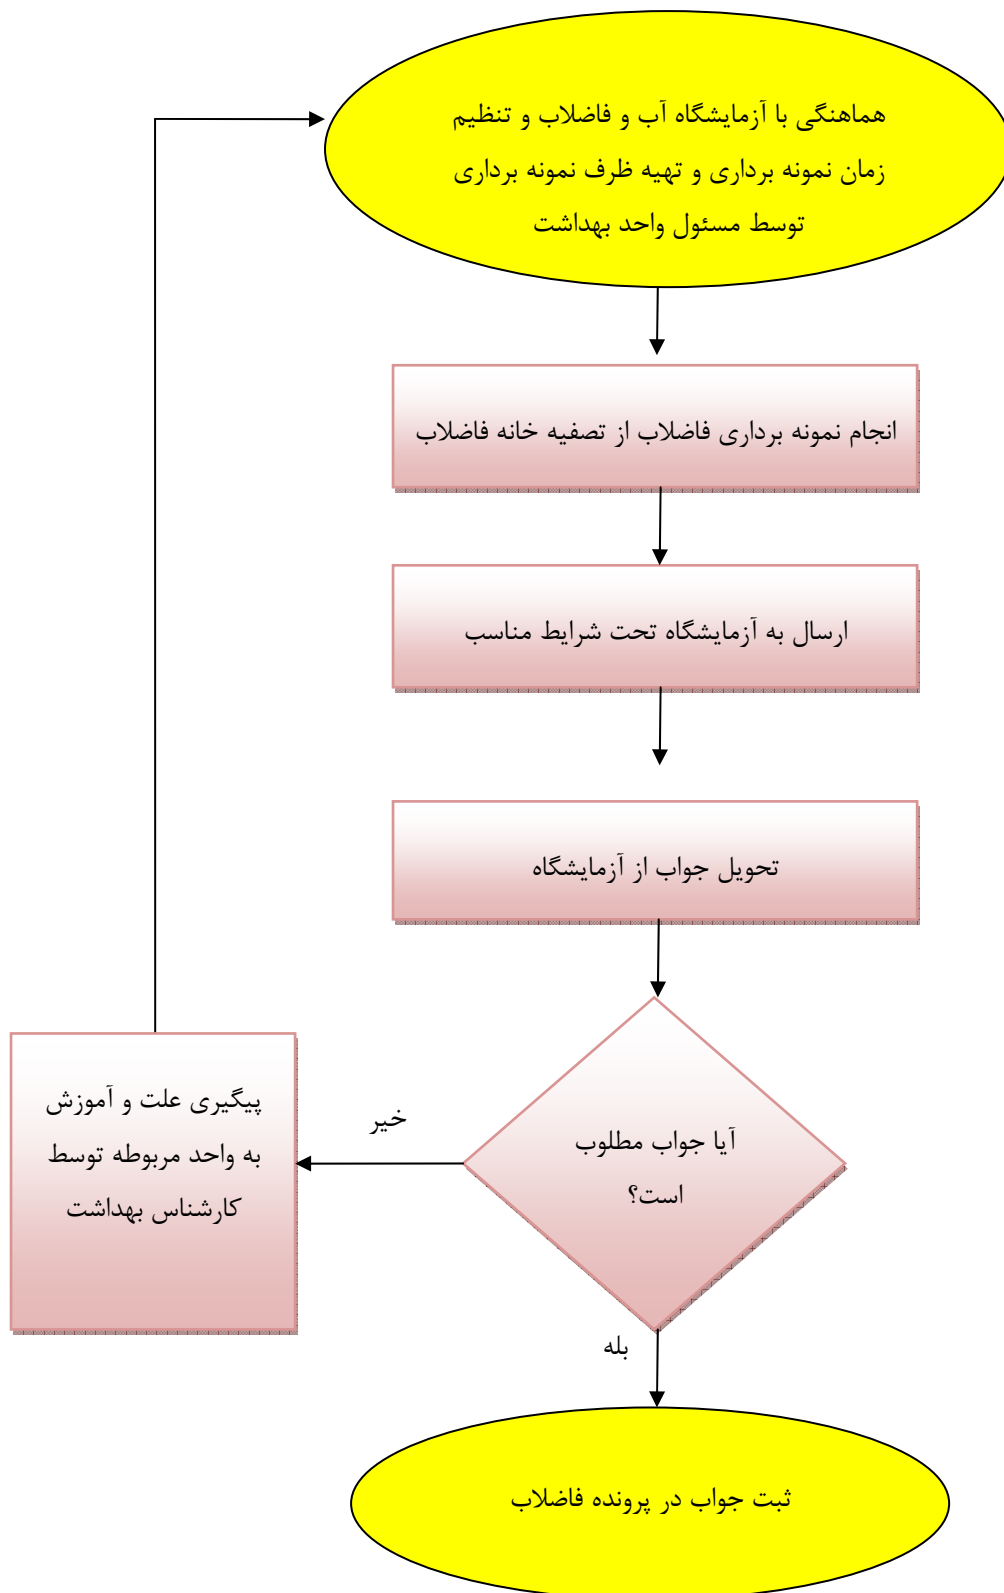 هماهنگی با آزمایشگاه آب و فاضلاب و تنظیم
زمان نمونه برداری و تهیه ظرف نمونه برداری
توسط مسئول واحد بهداشت
انجام نمونه برداری فاضلاب از تصفیه خانه فاضلاب
ارسال به آزمایشگاه تحت شرایط مناسب
تحویل جواب از آزمایشگاه
آیا جواب مطلوب
است؟
خیر
پیگیری علت و آموزش
به واحد مربوطه توسط
کارشناس بهداشت
بله
ثبت جواب در پرونده فاضلاب